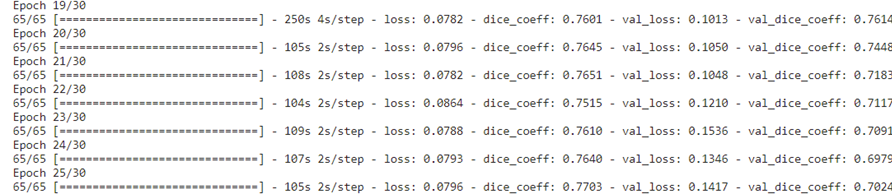 Epoch 19/30
65/65 [==============================] - 250s 4s/step - loss: 0.0782 - dice_coeff: 0.7601 - val_loss: 0.1013 - val_dice_coeff: 0.7614
Epoch 20/30
65/65 [==============================] - 105s 2s/step - loss: 0.0796 - dice_coeff: 0.7645 - val_loss: 0.1050 - val_dice_coeff: 0.7448
Epoch 21/30
65/65 [==============================] - 108s 2s/step - loss: 0.0782 - dice_coeff: 0.7651 - val_loss: 0.1048 - val_dice_coeff: 0.7183
Epoch 22/30
65/65 [==============================] - 104s 2s/step - loss: 0.0864 - dice_coeff: 0.7515 - val_loss: 0.1210 - val_dice_coeff: 0.7117
Epoch 23/30
65/65 [==============================] - 109s 2s/step - loss: 0.0788 - dice_coeff: 0.7610 - val_loss: 0.1536 - val_dice_coeff: 0.7091
Epoch 24/30
65/65 [==============================] - 107s 2s/step - loss: 0.0793 - dice_coeff: 0.7640 - val_loss: 0.1346 - val_dice_coeff: 0.6979
Epoch 25/30
65/65 [==============================] - 105s 2s/step - loss: 0.0796 - dice_coeff: 0.7703 - val_loss: 0.1417 - val_dice_coeff: 0.7024